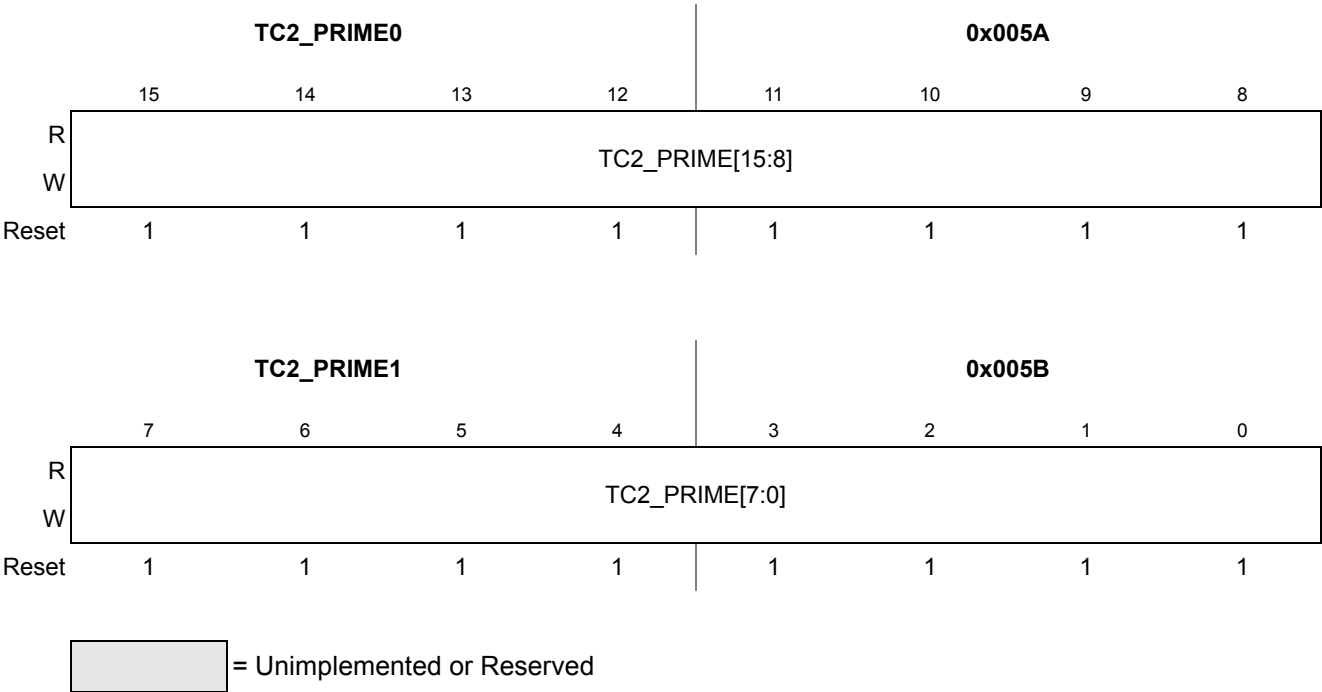 TC2_PRIME0 0x005A
15 14 13 12 11 10 9 8
R
TC2_PRIME[15:8]
W
Reset 1 1 1 1 1 1 1 1
TC2_PRIME1 0x005B
7 6 5 4 3 2 1 0
R
TC2_PRIME[7:0]
W
Reset 1 1 1 1 1 1 1 1
= Unimplemented or Reserved